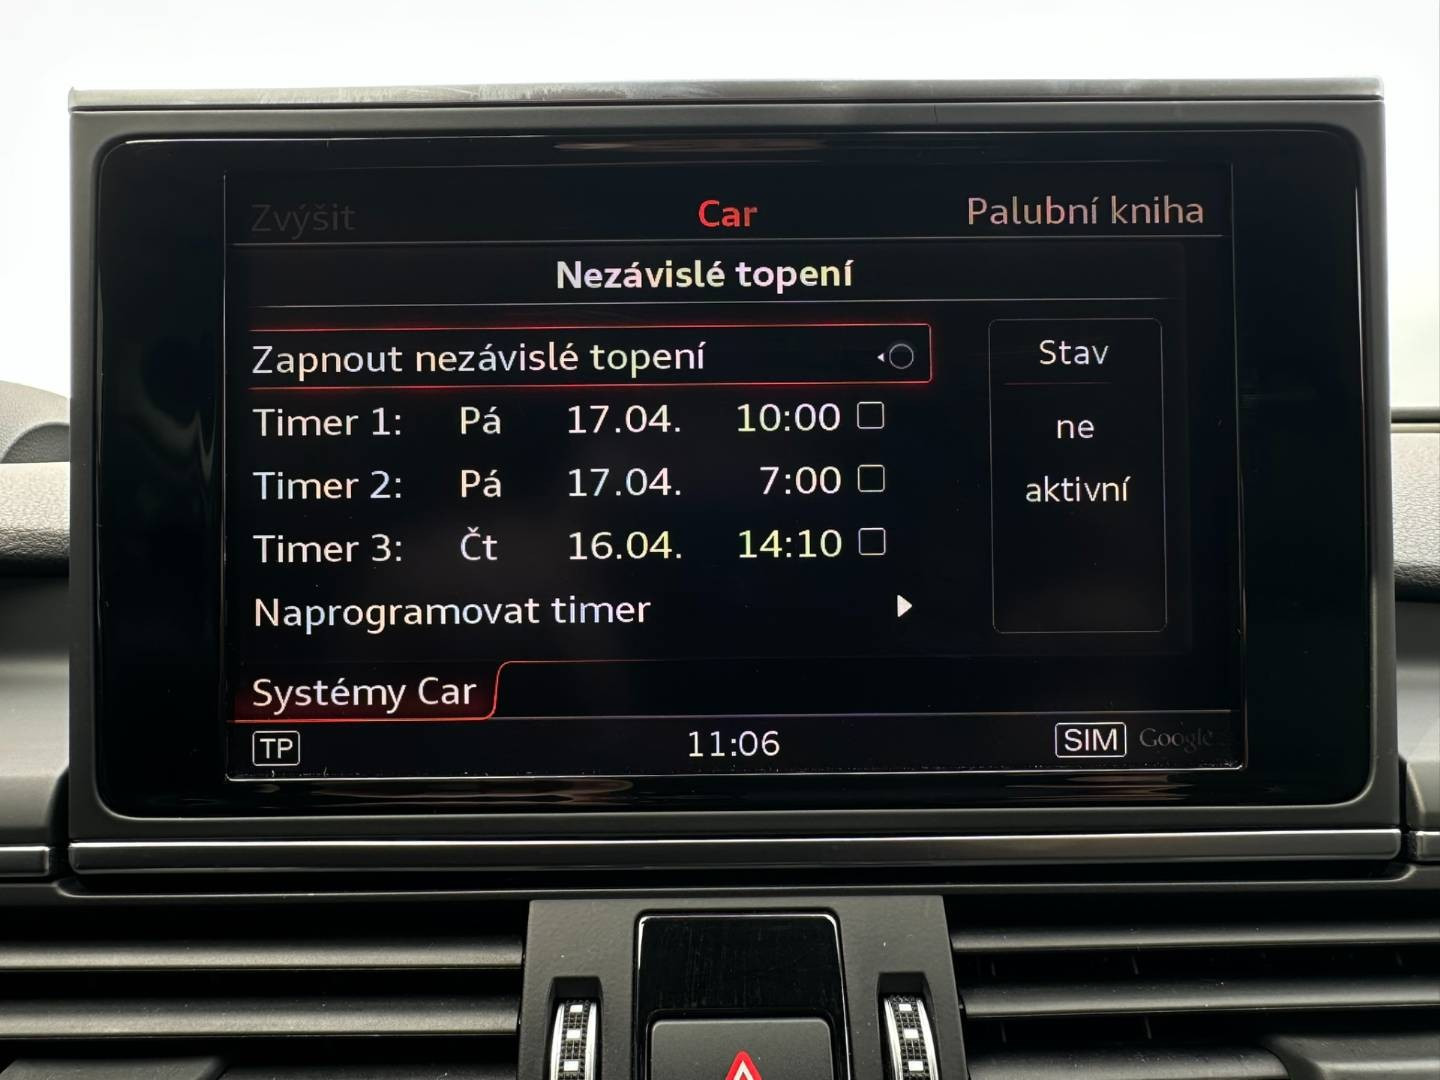 Zvýšit Car Palubní kniha
Nezávislé topení
Zapnout nezávislé topení
Timer 1: Pá 17.04. 10:00
Timer 2: Pá 17.04. 7:00
Timer 3: Čt 16.04. 14:10
Naprogramovat timer
Stav
ne
aktivní
Systémy Car
TP 11:06 SIM Google